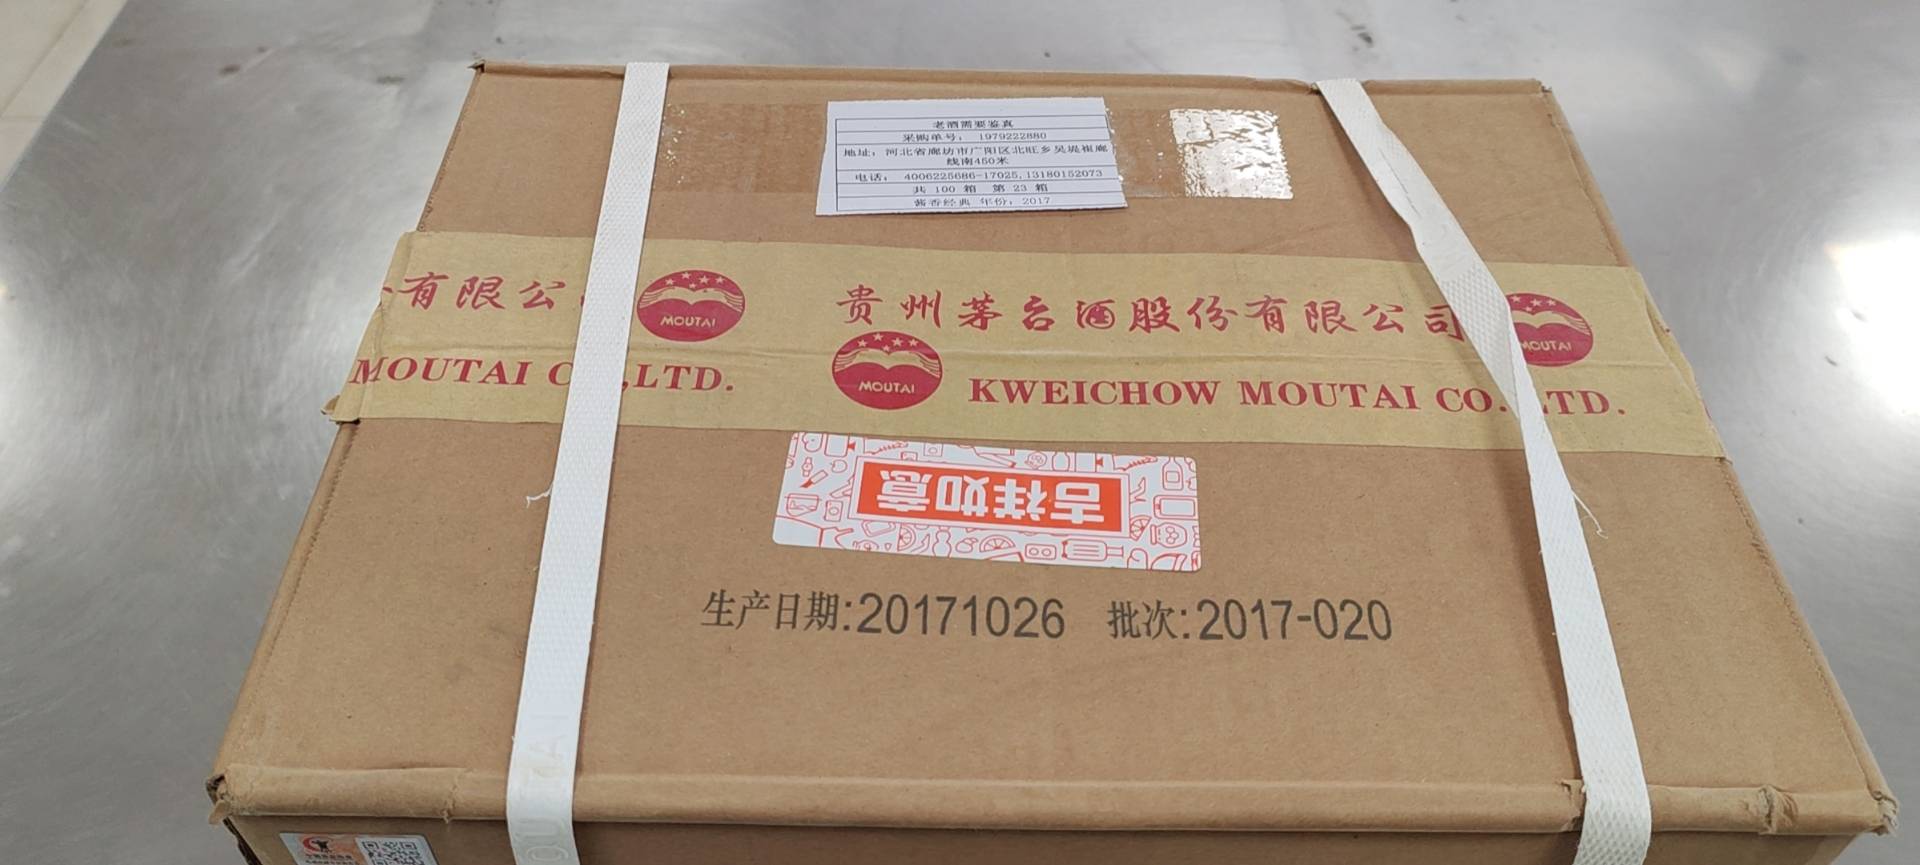 老酒需要鉴真
采购单号： 1979222880
地址：河北省廊坊市广阳区北旺乡吴堤崔廊
线南450米
电话： 4006225686-17025,13180152073
共 100 箱 第 23 箱
酱香经典 年份：2017
有限公
MOUTAI
贵州茅台酒股份有限公司
MOUTAI
MOUTAI C ,LTD.
MOUTAI
KWEICHOW MOUTAI CO. LTD.
吉祥如意
生产日期:20171026 批次:2017-020